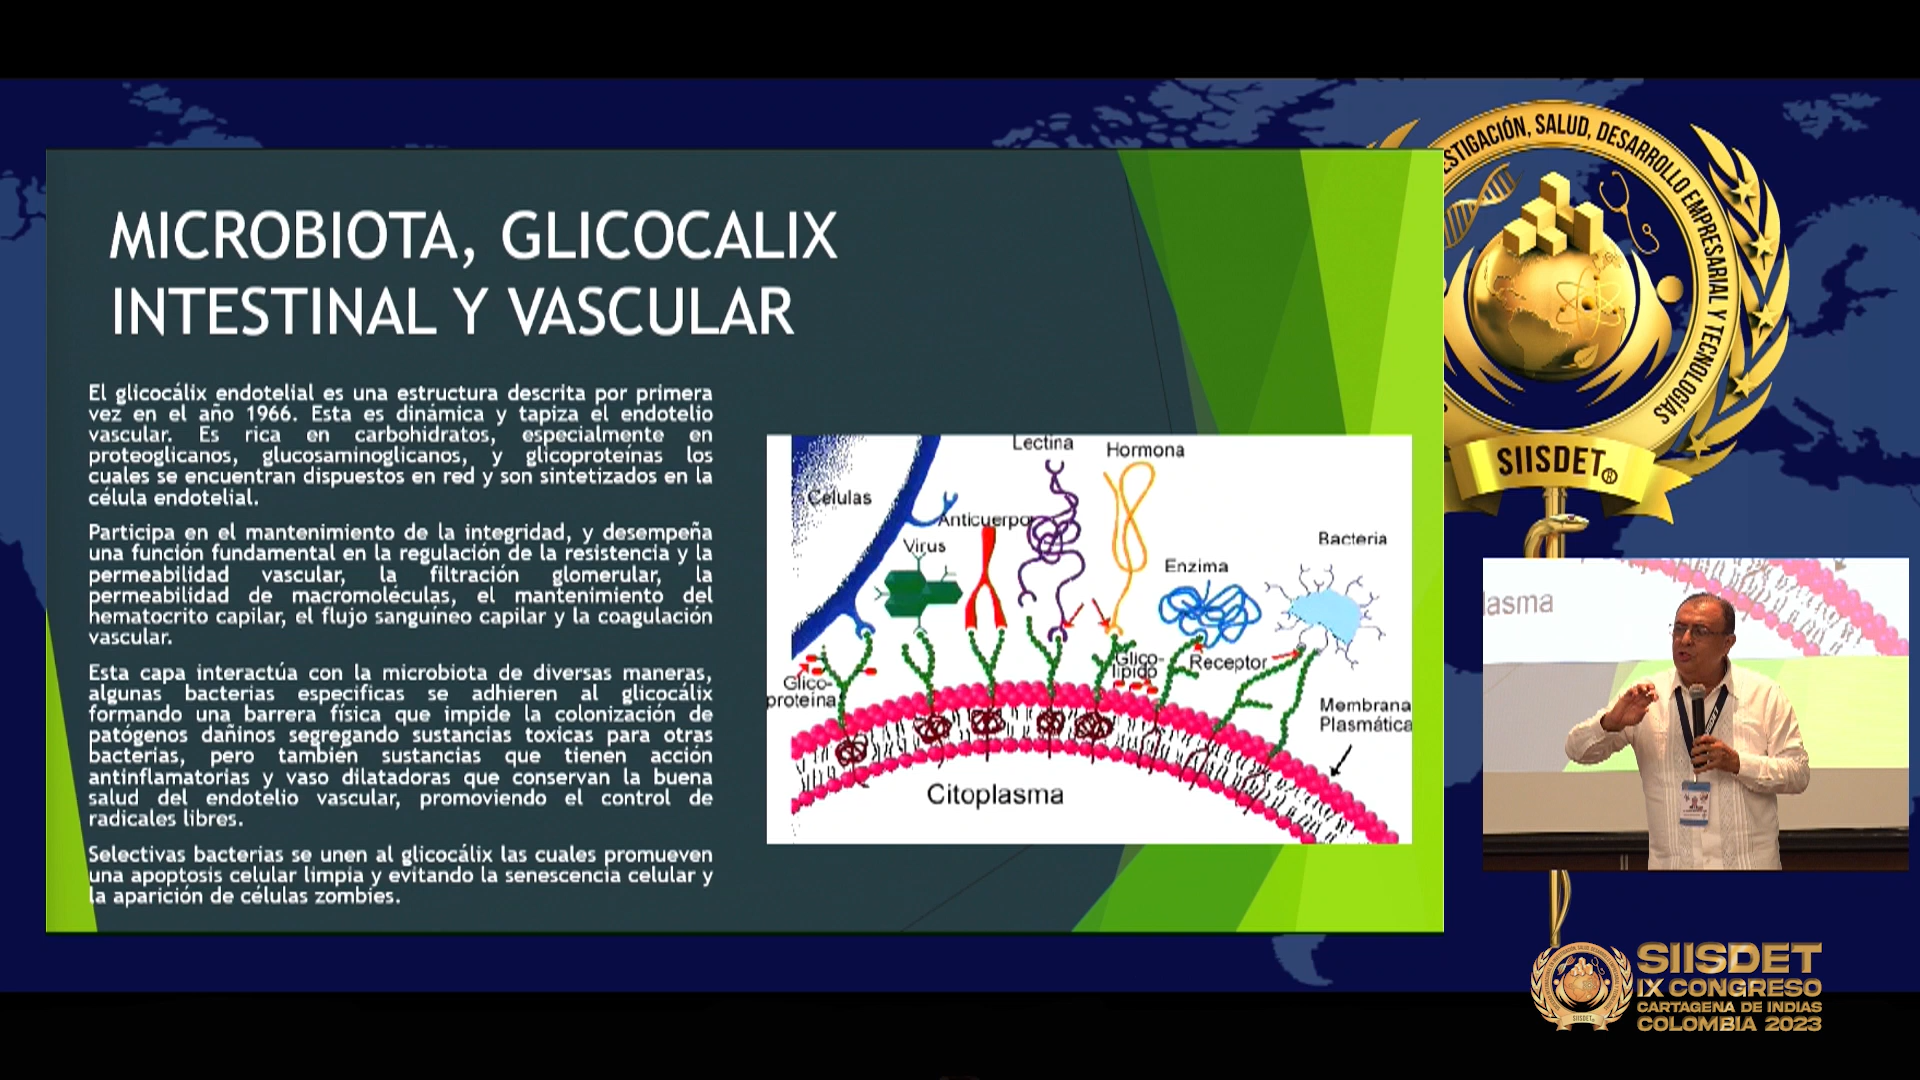 MICROBIOTA, GLICOCALIX
INTESTINAL Y VASCULAR
El glicocálix endotelial es una estructura descrita por primera
vez en el año 1966. Esta es dinámica y tapiza el endotelio
vascular. Es rica en carbohidratos, especialmente en
proteoglicanos, glucosaminoglicanos, y glicoproteínas los
cuales se encuentran dispuestos en red y son sintetizados en la
célula endotelial.
Participa en el mantenimiento de la integridad, y desempeña
una función fundamental en la regulación de la resistencia y la
permeabilidad vascular, la filtración glomerular, la
permeabilidad de macromoléculas, el mantenimiento del
hematocrito capilar, el flujo sanguíneo capilar y la coagulación
vascular.
Esta capa interactúa con la microbiota de diversas maneras,
algunas bacterias especificas se adhieren al glicocálix
formando una barrera física que impide la colonización de
patógenos dañinos segregando sustancias toxicas para otras
bacterias, pero también sustancias que tienen acción
antinflamatorias y vaso dilatadoras que conservan la buena
salud del endotelio vascular, promoviendo el control de
radicales libres.
Selectivas bacterias se unen al glicocálix las cuales promueven
una apoptosis celular limpia y evitando la senescencia celular y
la aparición de células zombies.
Lectina
Hormona
Células
Anticuerpo
Virus
Bacteria
Enzima
Glico-
proteína
Glico-
lípido
Receptor
Membrana
Plasmática
Citoplasma
ESTIGACIÓN, SALUD, DESARROLLO EMPRESARIAL Y TECNOLOGÍAS
SIISDET®
lasma
SIISDET
IX CONGRESO
CARTAGENA DE INDIAS
COLOMBIA 2023
SIISDET